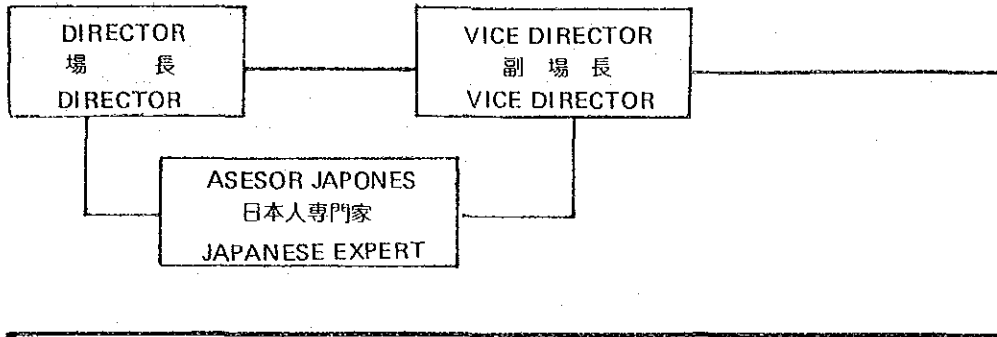 DIRECTOR
場 長
DIRECTOR
VICE DIRECTOR
副 場 長
VICE DIRECTOR
ASESOR JAPONES
日本人専門家
JAPANESE EXPERT